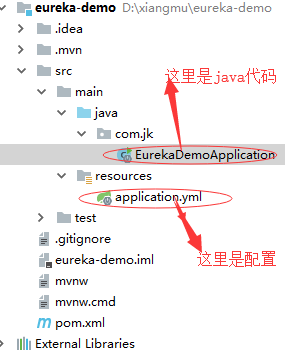 eureka-demo D:\xiangmu\eureka-demo
.idea
.mvn
src
main
这里是java代码
java
com.jk
EurekaDemoApplication
resources
application.yml
test
.gitignore
这里是配置
eureka-demo.iml
mvnw
mvnw.cmd
pom.xml
External Libraries